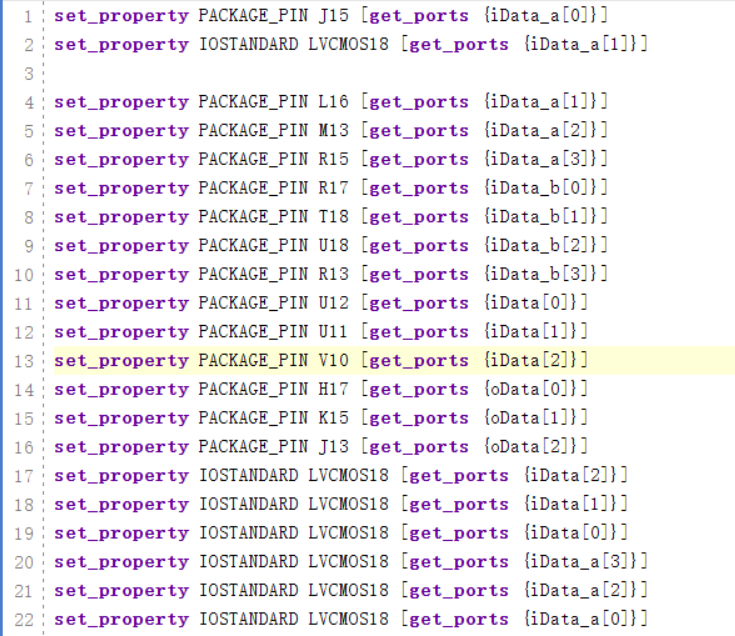 1 set_property PACKAGE_PIN J15 [get_ports {iData_a[0]}]
2 set_property IOSTANDARD LVCMOS18 [get_ports {iData_a[1]}]
3
4 set_property PACKAGE_PIN L16 [get_ports {iData_a[1]}]
5 set_property PACKAGE_PIN M13 [get_ports {iData_a[2]}]
6 set_property PACKAGE_PIN R15 [get_ports {iData_a[3]}]
7 set_property PACKAGE_PIN R17 [get_ports {iData_b[0]}]
8 set_property PACKAGE_PIN T18 [get_ports {iData_b[1]}]
9 set_property PACKAGE_PIN U18 [get_ports {iData_b[2]}]
10 set_property PACKAGE_PIN R13 [get_ports {iData_b[3]}]
11 set_property PACKAGE_PIN U12 [get_ports {iData[0]}]
12 set_property PACKAGE_PIN U11 [get_ports {iData[1]}]
13 set_property PACKAGE_PIN V10 [get_ports {iData[2]}]
14 set_property PACKAGE_PIN H17 [get_ports {oData[0]}]
15 set_property PACKAGE_PIN K15 [get_ports {oData[1]}]
16 set_property PACKAGE_PIN J13 [get_ports {oData[2]}]
17 set_property IOSTANDARD LVCMOS18 [get_ports {iData[2]}]
18 set_property IOSTANDARD LVCMOS18 [get_ports {iData[1]}]
19 set_property IOSTANDARD LVCMOS18 [get_ports {iData[0]}]
20 set_property IOSTANDARD LVCMOS18 [get_ports {iData_a[3]}]
21 set_property IOSTANDARD LVCMOS18 [get_ports {iData_a[2]}]
22 set_property IOSTANDARD LVCMOS18 [get_ports {iData_a[0]}]